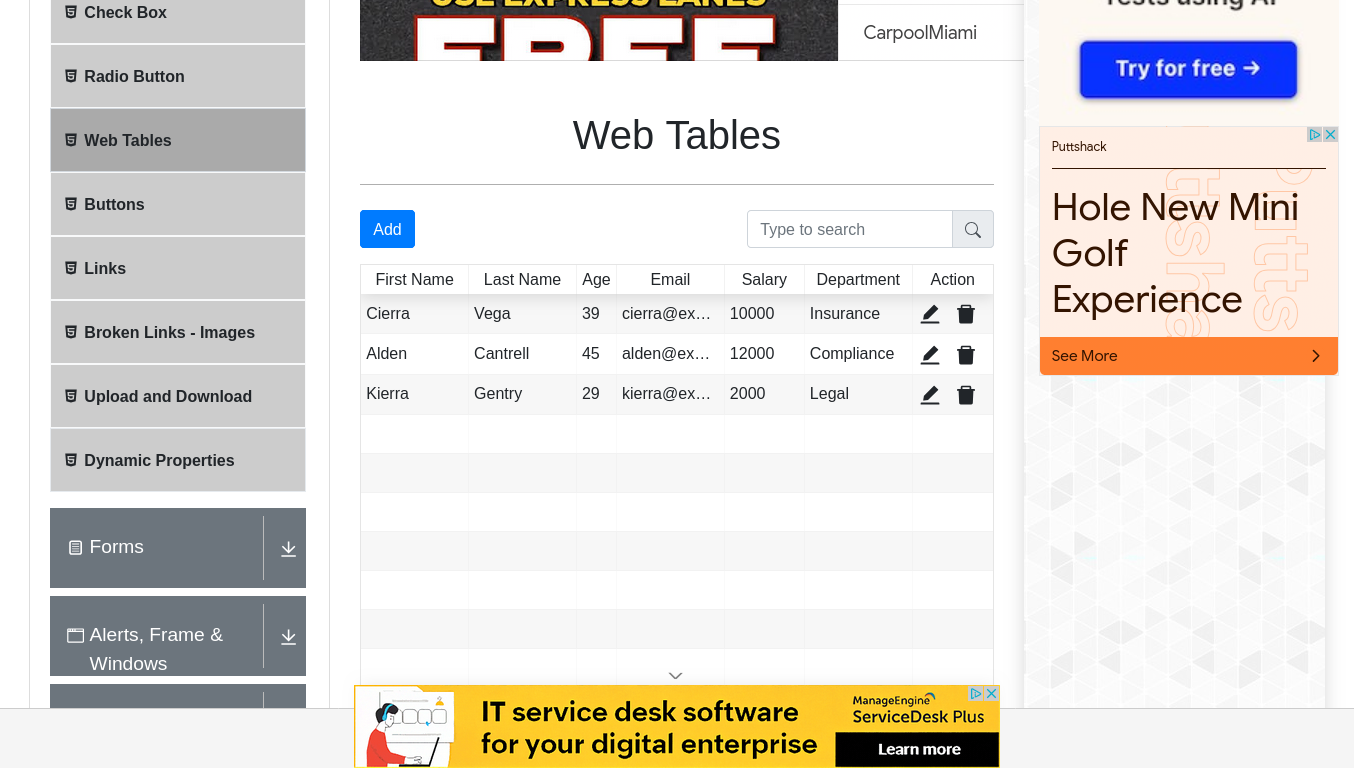 Check Box
Radio Button
Web Tables
Buttons
Links
Broken Links - Images
Upload and Download
Dynamic Properties
Forms
Alerts, Frame &
Windows
USE EXPRESS LANES
FREE
CarpoolMiami
Web Tables
Add
Type to search
First Name Last Name Age Email Salary Department Action
Cierra Vega 39 cierra@ex… 10000 Insurance
Alden Cantrell 45 alden@ex… 12000 Compliance
Kierra Gentry 29 kierra@ex… 2000 Legal
IT service desk software
for your digital enterprise
ManageEngine
ServiceDesk Plus
Learn more
Tests using AI
Try for free →
Puttshack
Hole New Mini
Golf
Experience
See More